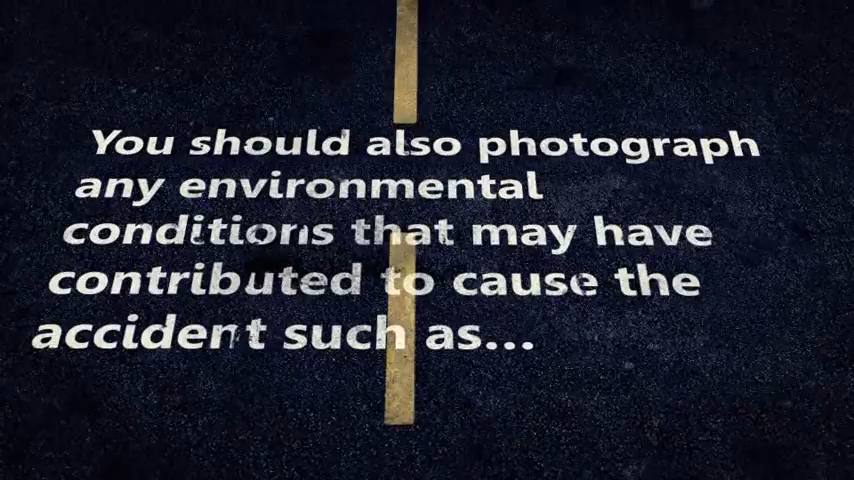 You should also photograph
any environmental
conditions that may have
contributed to cause the
accident such as...